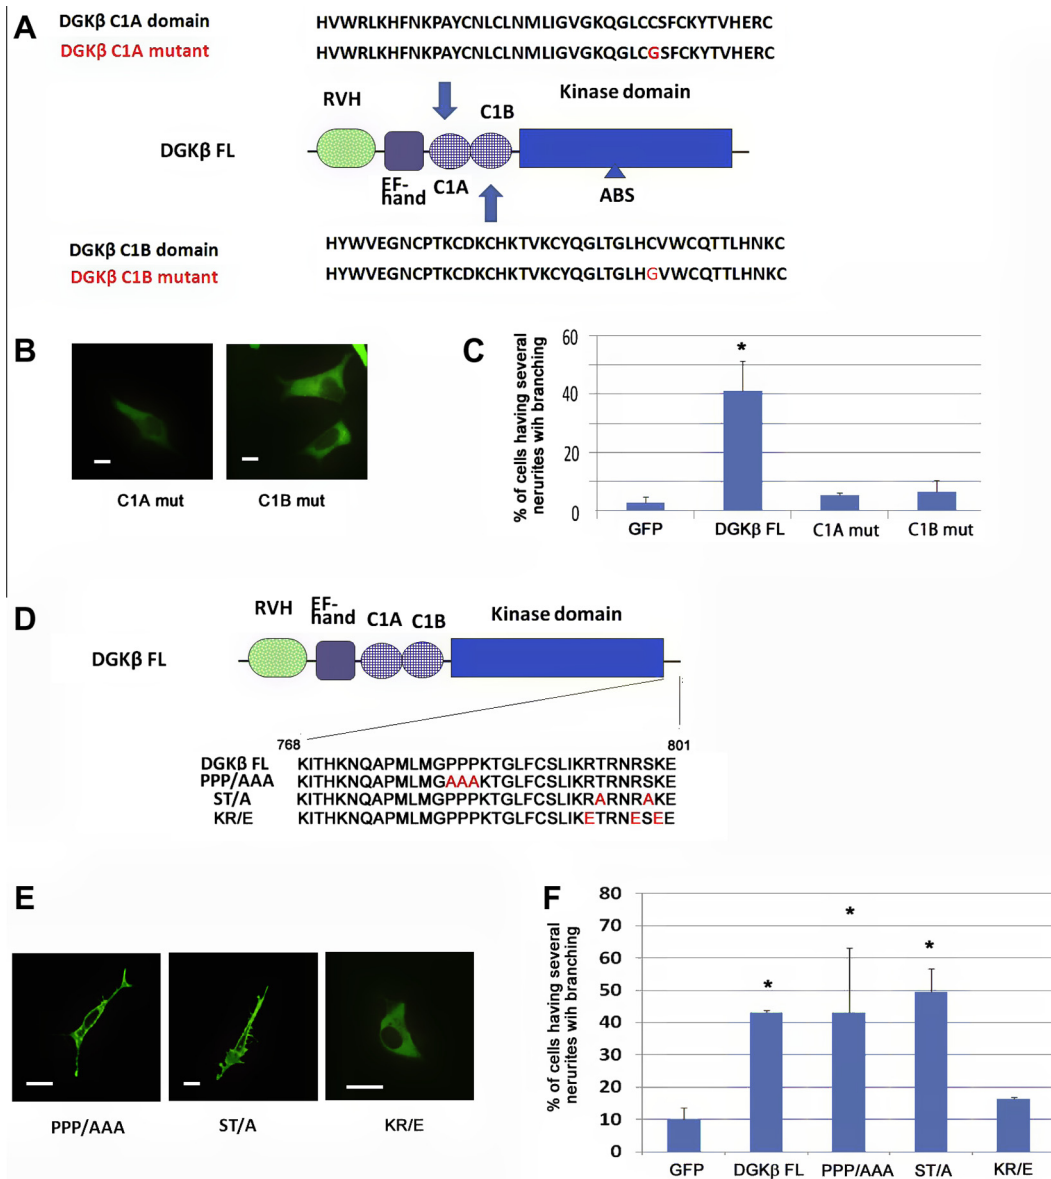 A
DGKβ C1A domain HVWRLKHFNKPAYCNLCLNMLIGVGKQGLCCSFCKYTVHERC
DGKβ C1A mutant HVWRLKHFNKPAYCNLCLNMLIGVGKQGLCGSFCKYTVHERC
RVH C1B Kinase domain
DGKβ FL
EF-
hand C1A ABS
DGKβ C1B domain HYWVEGNCPTKCDKCHKTVKCYQGLTGLHCVWCQTTLHNKC
DGKβ C1B mutant HYWVEGNCPTKCDKCHKTVKCYQGLTGLHGVWCQTTLHNKC
B
C1A mut C1B mut
C
% of cells having several
nerurites wih branching
60
40
20
0
*
GFP DGKβ FL C1A mut C1B mut
D
RVH EF-
hand C1A C1B Kinase domain
DGKβ FL
768 801
DGKβ FL KITHKNQAPMLMGPPPKTGLFCSLIKRTRNRSKE
PPP/AAA KITHKNQAPMLMGAAAKTGLFCSLIKRTRNRSKE
ST/A KITHKNQAPMLMGPPPKTGLFCSLIKRARNRAKE
KR/E KITHKNQAPMLMGPPPKTGLFCSLIKETRNESEE
E
PPP/AAA ST/A KR/E
F
% of cells having several
nerurites wih branching
80
70
60
50
40
30
20
10
0
* * *
GFP DGKβ FL PPP/AAA ST/A KR/E